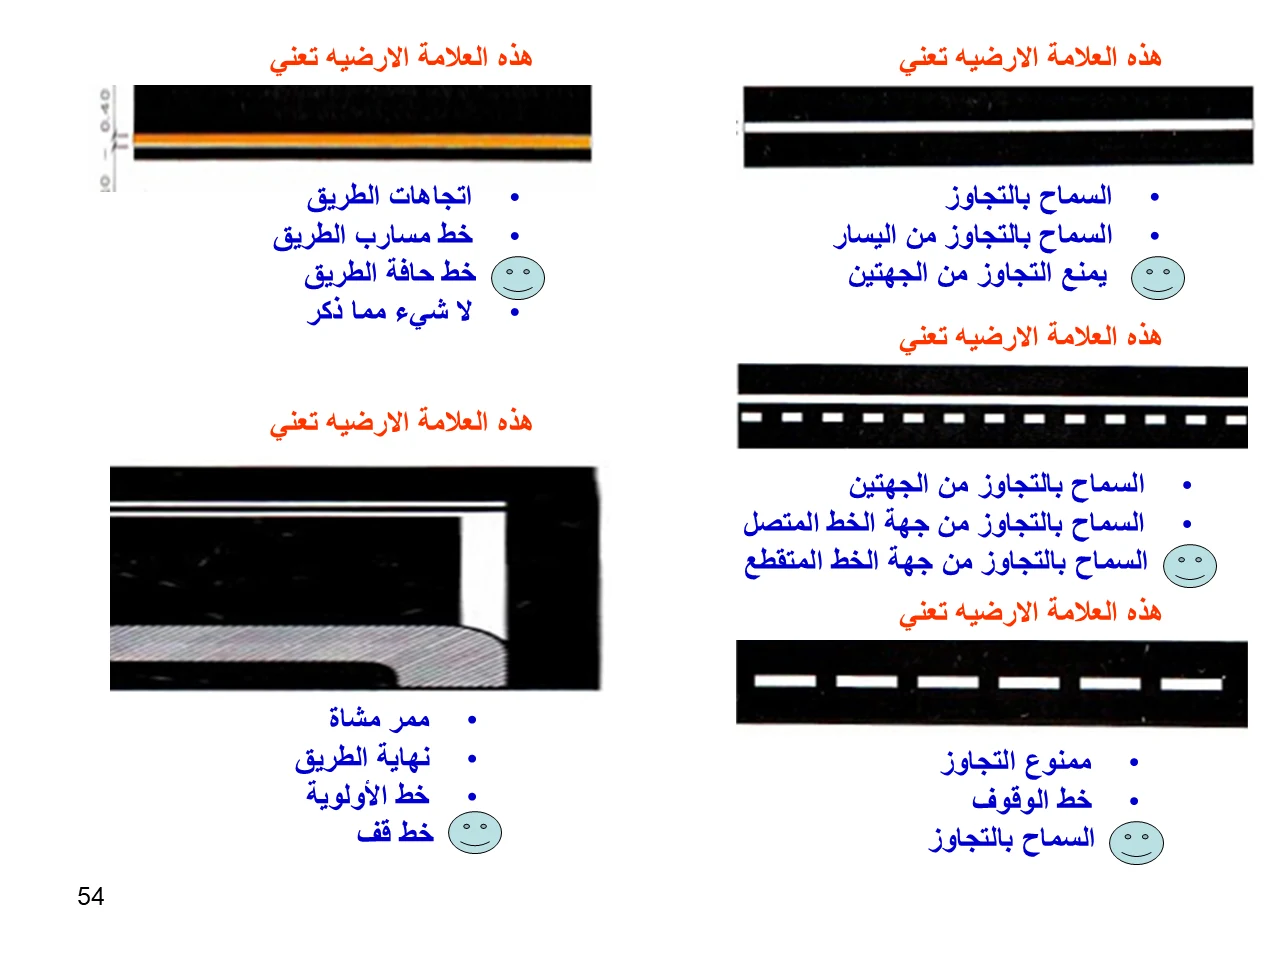 هذه العلامة الارضيه تعني
السماح بالتجاوز
السماح بالتجاوز من اليسار
يمنع التجاوز من الجهتين
هذه العلامة الارضيه تعني
السماح بالتجاوز من الجهتين
السماح بالتجاوز من جهة الخط المتصل
السماح بالتجاوز من جهة الخط المتقطع
هذه العلامة الارضيه تعني
ممنوع التجاوز
خط الوقوف
السماح بالتجاوز
هذه العلامة الارضيه تعني
0.40
اتجاهات الطريق
خط مسارب الطريق
خط حافة الطريق
لا شيء مما ذكر
هذه العلامة الارضيه تعني
ممر مشاة
نهاية الطريق
خط الأولوية
خط قف
54